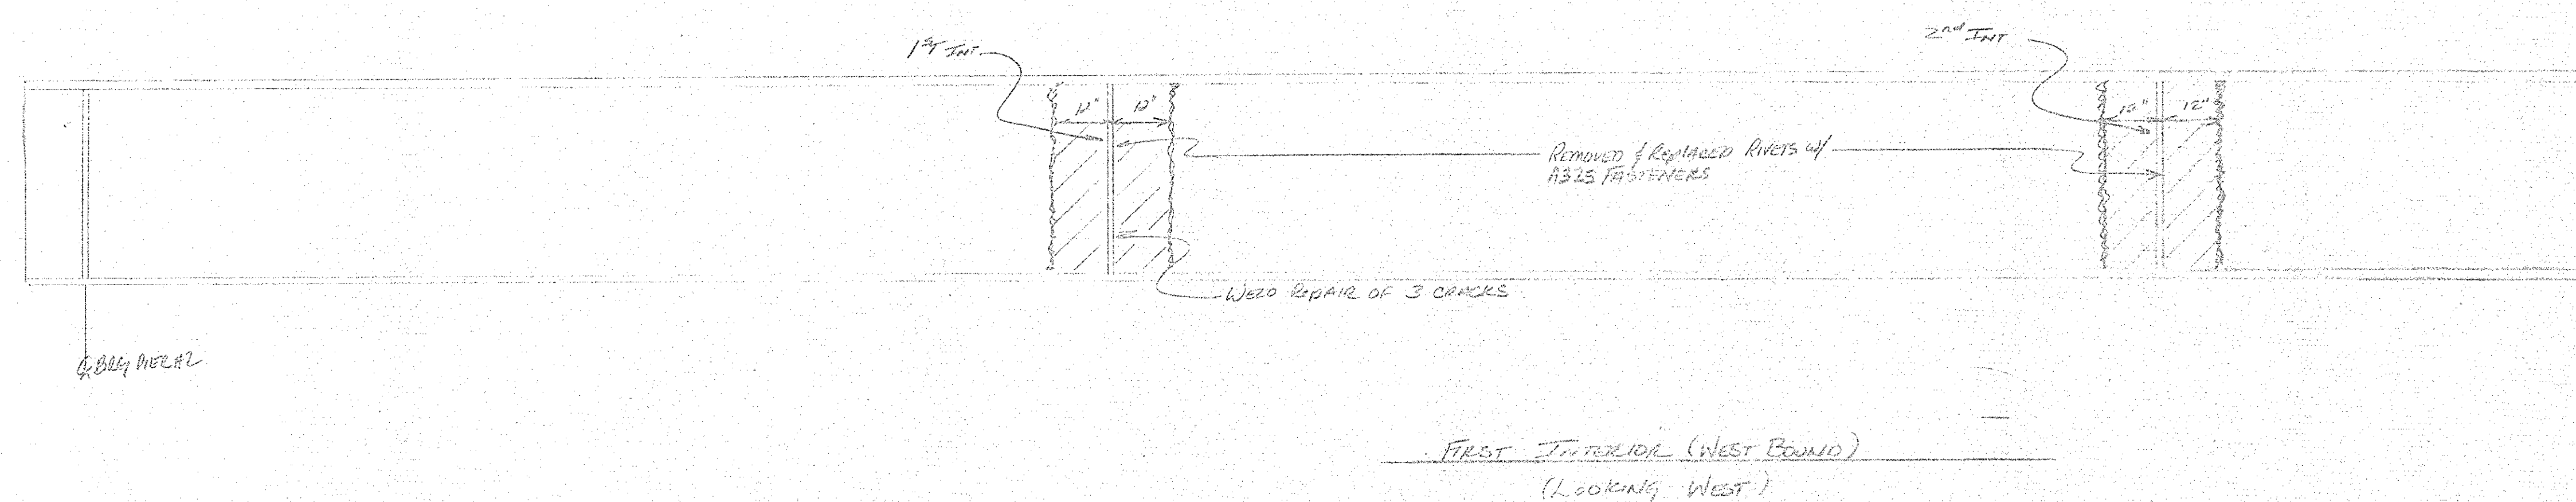 1ST INT
2nd INT
12" 12"
12" 12"
REMOVED & REPLACED RIVETS W/
A325 FASTENERS
WELD REPAIR OF 3 CRACKS
℄ BRG PIER #2
FIRST INTERIOR (WEST BOUND)
(LOOKING WEST)